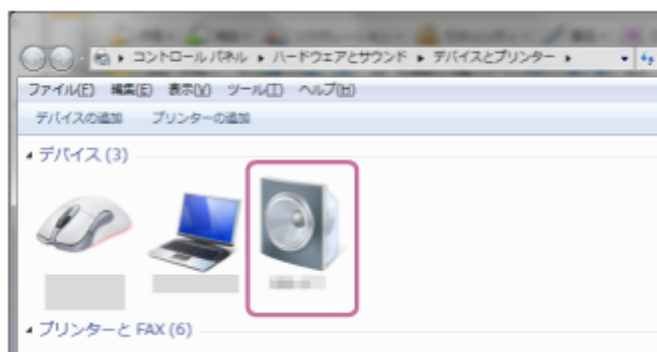 コントロール パネル ▸ ハードウェアとサウンド ▸ デバイスとプリンター ▸
ファイル(F) 編集(E) 表示(V) ツール(T) ヘルプ(H)
デバイスの追加 プリンターの追加
デバイス (3)
プリンターと FAX (6)